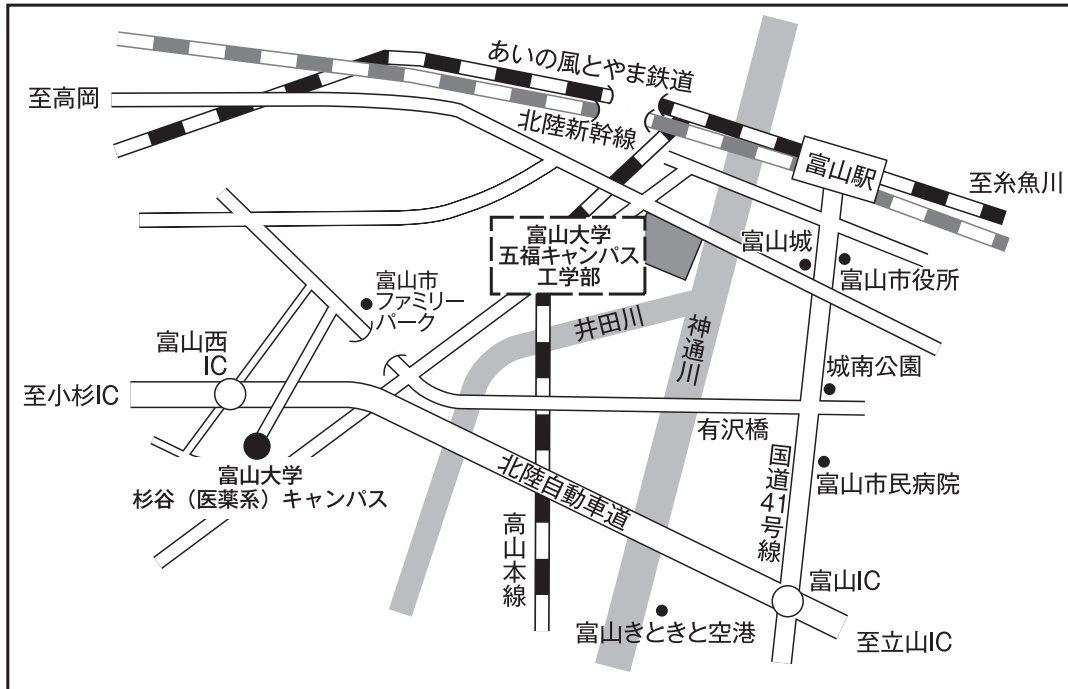 あいの風とやま鉄道
至高岡
北陸新幹線
富山駅
至糸魚川
富山大学
五福キャンパス
工学部
富山城
富山市役所
富山市
ファミリー
パーク
井田川
神通川
富山西
IC
城南公園
至小杉IC
有沢橋
富山大学
杉谷（医薬系）キャンパス
北陸自動車道
国道41号線
富山市民病院
高山本線
富山IC
富山きときと空港
至立山IC